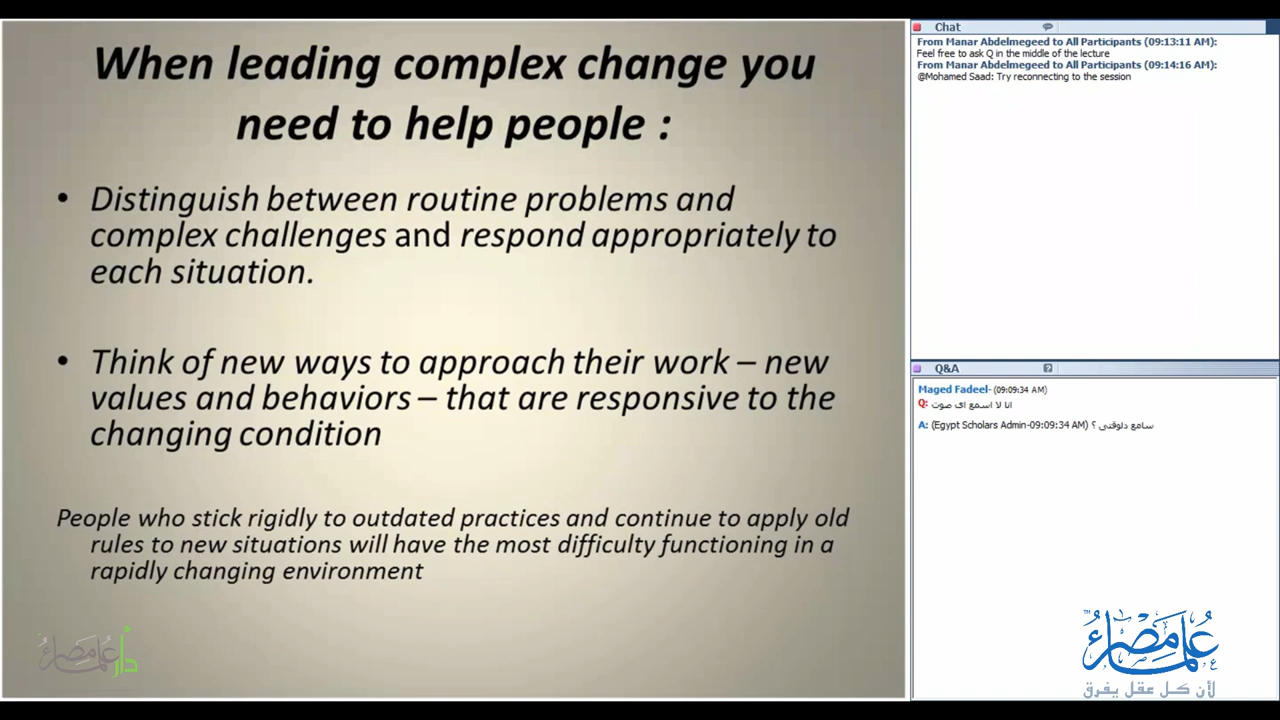 When leading complex change you
need to help people :
• Distinguish between routine problems and
complex challenges and respond appropriately to
each situation.
• Think of new ways to approach their work – new
values and behaviors – that are responsive to the
changing condition
People who stick rigidly to outdated practices and continue to apply old
rules to new situations will have the most difficulty functioning in a
rapidly changing environment
دار علماء مصر
Chat
From Manar Abdelmegeed to All Participants (09:13:11 AM):
Feel free to ask Q in the middle of the lecture
From Manar Abdelmegeed to All Participants (09:14:16 AM):
@Mohamed Saad: Try reconnecting to the session
Q&A
Maged Fadeel- (09:09:34 AM)
Q: انا لا اسمع اى صوت
A: (Egypt Scholars Admin-09:09:34 AM) سامع دلوقتى ؟
علماء مصر
لأن كل عقل يفرق